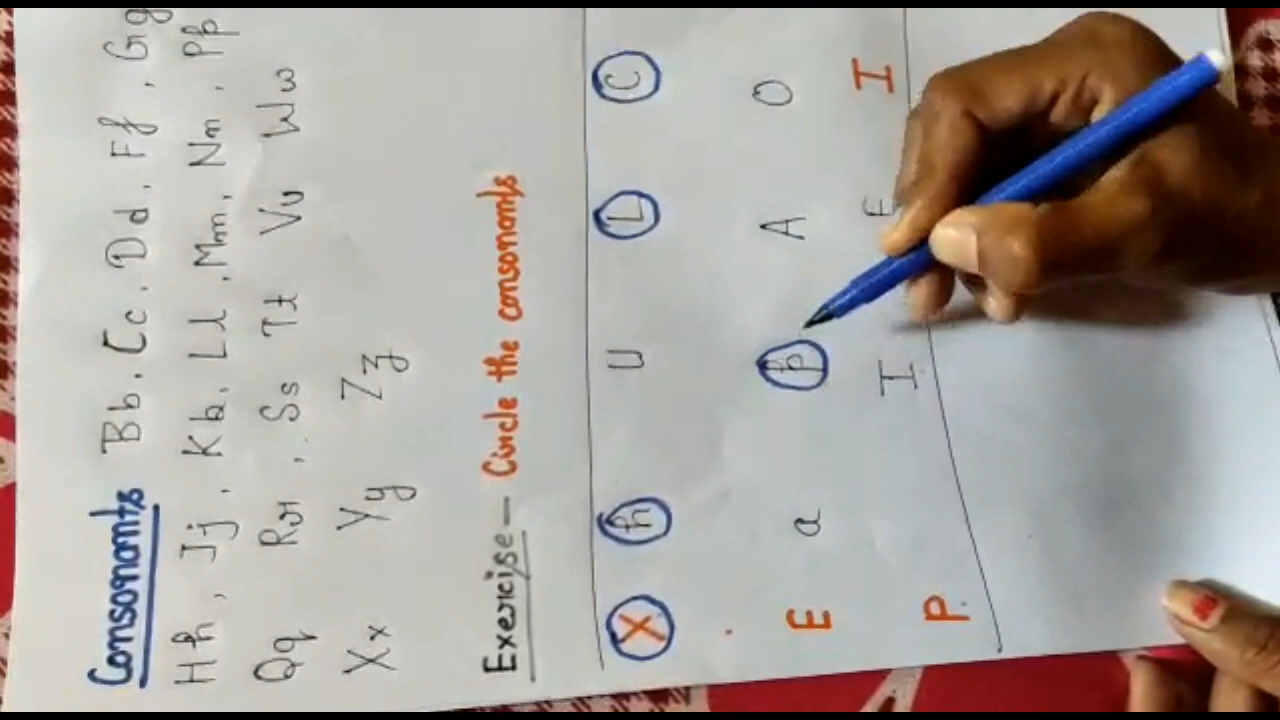 Consonants Bb, Cc, Dd, Ff, Gg
Hh, Jj, Kk, Ll, Mm, Nn, Pp
Qq Rr, Ss Tt Vv Ww
Xx Yy Zz
Exercise - Circle the consonants
X h U L C
E a p A O
P I E I